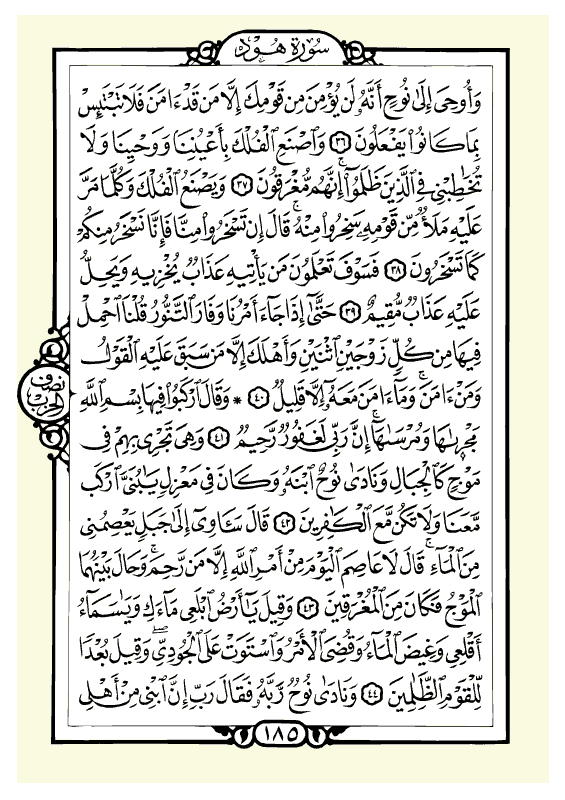 سورة هود
وَأُوحِىَ إِلَىٰ نُوحٍ أَنَّهُۥ لَن يُؤْمِنَ مِن قَوْمِكَ إِلَّا مَن قَدْ ءَامَنَ فَلَا تَبْتَئِسْ
بِمَا كَانُوا۟ يَفْعَلُونَ ٣٦ وَٱصْنَعِ ٱلْفُلْكَ بِأَعْيُنِنَا وَوَحْيِنَا وَلَا
تُخَٰطِبْنِى فِى ٱلَّذِينَ ظَلَمُوٓا۟ ۚ إِنَّهُم مُّغْرَقُونَ ٣٧ وَيَصْنَعُ ٱلْفُلْكَ وَكُلَّمَا مَرَّ
عَلَيْهِ مَلَأٌ مِّن قَوْمِهِۦ سَخِرُوا۟ مِنْهُ ۚ قَالَ إِن تَسْخَرُوا۟ مِنَّا فَإِنَّا نَسْخَرُ مِنكُمْ
كَمَا تَسْخَرُونَ ٣٨ فَسَوْفَ تَعْلَمُونَ مَن يَأْتِيهِ عَذَابٌ يُخْزِيهِ وَيَحِلُّ
عَلَيْهِ عَذَابٌ مُّقِيمٌ ٣٩ حَتَّىٰٓ إِذَا جَآءَ أَمْرُنَا وَفَارَ ٱلتَّنُّورُ قُلْنَا ٱحْمِلْ
فِيهَا مِن كُلٍّ زَوْجَيْنِ ٱثْنَيْنِ وَأَهْلَكَ إِلَّا مَن سَبَقَ عَلَيْهِ ٱلْقَوْلُ
وَمَنْ ءَامَنَ ۚ وَمَآ ءَامَنَ مَعَهُۥٓ إِلَّا قَلِيلٌ ٤٠ * وَقَالَ ٱرْكَبُوا۟ فِيهَا بِسْمِ ٱللَّهِ
مَجْر۪ىٰهَا وَمُرْسَىٰهَآ ۚ إِنَّ رَبِّى لَغَفُورٌ رَّحِيمٌ ٤١ وَهِىَ تَجْرِى بِهِمْ فِى
مَوْجٍ كَٱلْجِبَالِ وَنَادَىٰ نُوحٌ ٱبْنَهُۥ وَكَانَ فِى مَعْزِلٍ يَٰبُنَىَّ ٱرْكَب
مَّعَنَا وَلَا تَكُن مَّعَ ٱلْكَٰفِرِينَ ٤٢ قَالَ سَـَٔاوِىٓ إِلَىٰ جَبَلٍ يَعْصِمُنِى
مِنَ ٱلْمَآءِ ۚ قَالَ لَا عَاصِمَ ٱلْيَوْمَ مِنْ أَمْرِ ٱللَّهِ إِلَّا مَن رَّحِمَ ۚ وَحَالَ بَيْنَهُمَا
ٱلْمَوْجُ فَكَانَ مِنَ ٱلْمُغْرَقِينَ ٤٣ وَقِيلَ يَٰٓأَرْضُ ٱبْلَعِى مَآءَكِ وَيَٰسَمَآءُ
أَقْلِعِى وَغِيضَ ٱلْمَآءُ وَقُضِىَ ٱلْأَمْرُ وَٱسْتَوَتْ عَلَى ٱلْجُودِىِّ ۖ وَقِيلَ بُعْدًا
لِّلْقَوْمِ ٱلظَّٰلِمِينَ ٤٤ وَنَادَىٰ نُوحٌ رَّبَّهُۥ فَقَالَ رَبِّ إِنَّ ٱبْنِى مِنْ أَهْلِى
نصف
الحزب
١٨٥